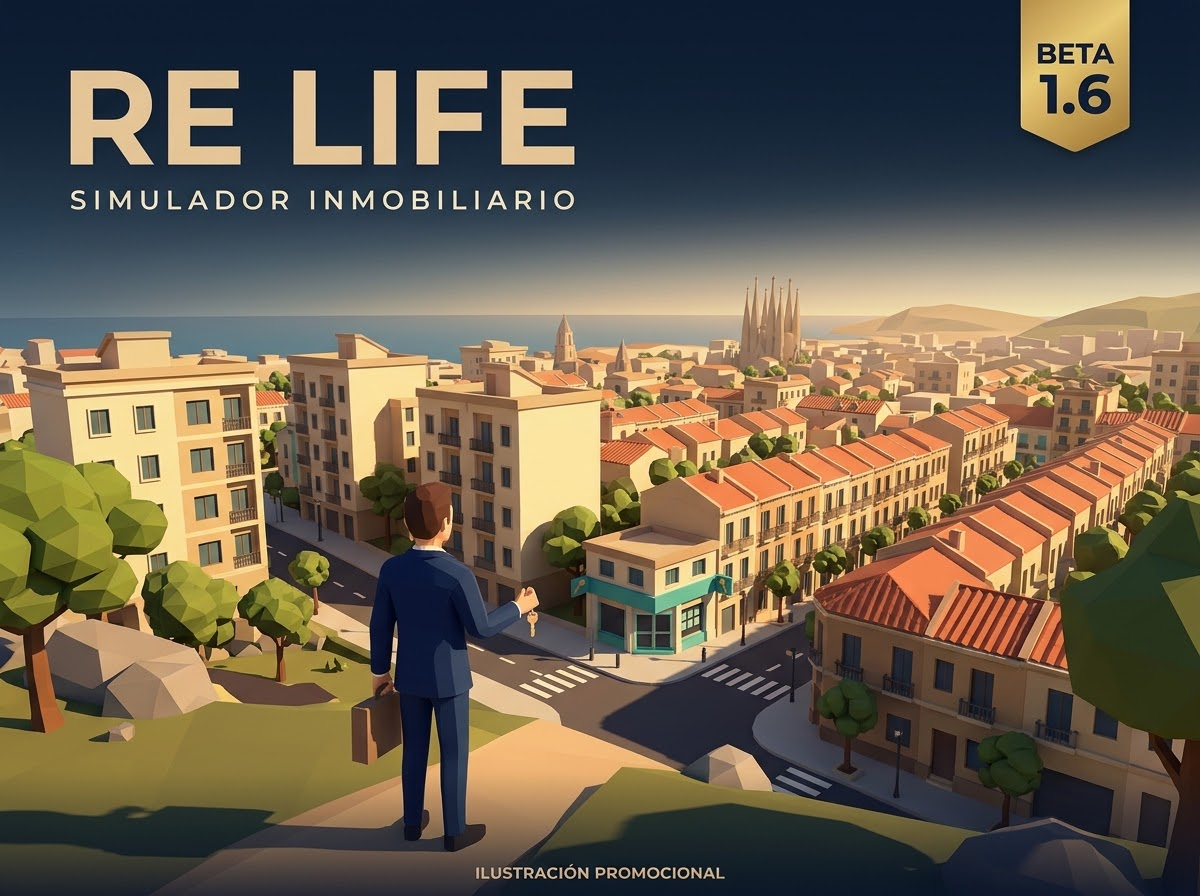 RE LIFE
SIMULADOR INMOBILIARIO
BETA
1.6
ILUSTRACIÓN PROMOCIONAL